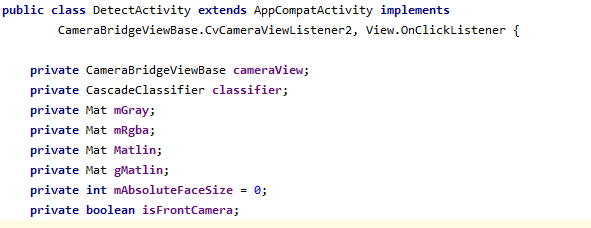 public class DetectActivity extends AppCompatActivity implements
CameraBridgeViewBase.CvCameraViewListener2, View.OnClickListener {
private CameraBridgeViewBase cameraView;
private CascadeClassifier classifier;
private Mat mGray;
private Mat mRgba;
private Mat Matlin;
private Mat gMatlin;
private int mAbsoluteFaceSize = 0;
private boolean isFrontCamera;